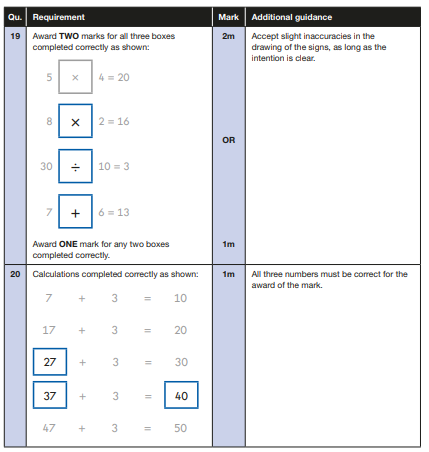 Qu. Requirement Mark Additional guidance
19 Award TWO marks for all three boxes 2m Accept slight inaccuracies in the
completed correctly as shown: drawing of the signs, as long as the
intention is clear.
5 × 4 = 20
8 × 2 = 16
OR
30 ÷ 10 = 3
7 + 6 = 13
Award ONE mark for any two boxes 1m
completed correctly.
20 Calculations completed correctly as shown: 1m All three numbers must be correct for the
award of the mark.
7 + 3 = 10
17 + 3 = 20
27 + 3 = 30
37 + 3 = 40
47 + 3 = 50